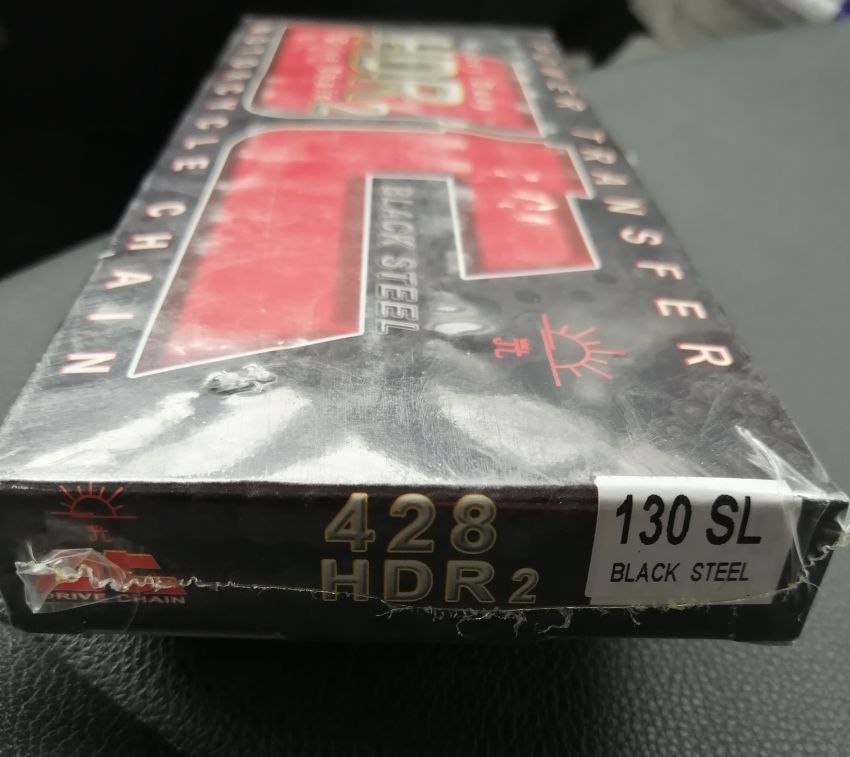 POWER TRANSFER
MOTORCYCLE CHAIN
HDR2
BLACK STEEL
428
HDR2
DRIVE CHAIN
130 SL
BLACK STEEL